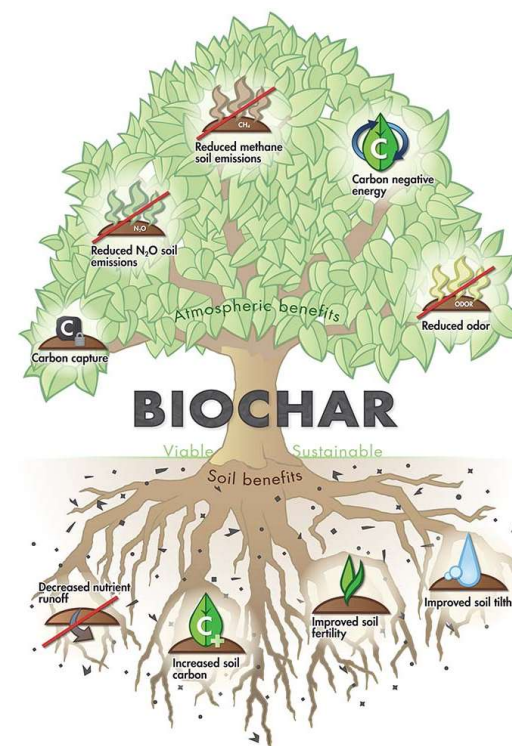 CH₄
Reduced methane
soil emissions
C
Carbon negative
energy
N₂O
Reduced N₂O soil
emissions
ODOR
Reduced odor
Atmospheric benefits
C
Carbon capture
BIOCHAR
Viable
Sustainable
Soil benefits
Decreased nutrient
runoff
C+
Increased soil
carbon
Improved soil
fertility
Improved soil tilth